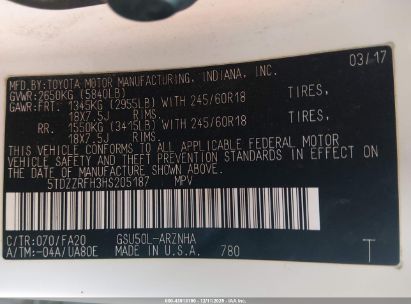 MFD.BY:TOYOTA MOTOR MANUFACTURING, INDIANA, INC.
GVWR:2650KG (5840LB) 03/17
GAWR:FRT. 1345KG (2955LB) WITH 245/60R18 TIRES,
18X7.5J RIMS
RR. 1550KG (3415LB) WITH 245/60R18 TIRES,
18X7.5J RIMS
THIS VEHICLE CONFORMS TO ALL APPLICABLE FEDERAL MOTOR
VEHICLE SAFETY AND THEFT PREVENTION STANDARDS IN EFFECT ON
THE DATE OF MANUFACTURE SHOWN ABOVE.
5TDZZRFH3HS205187 MPV
C/TR:070/FA20 GSU50L-ARZNHA
A/TM:-04A/UA80E MADE IN U.S.A. 780 T